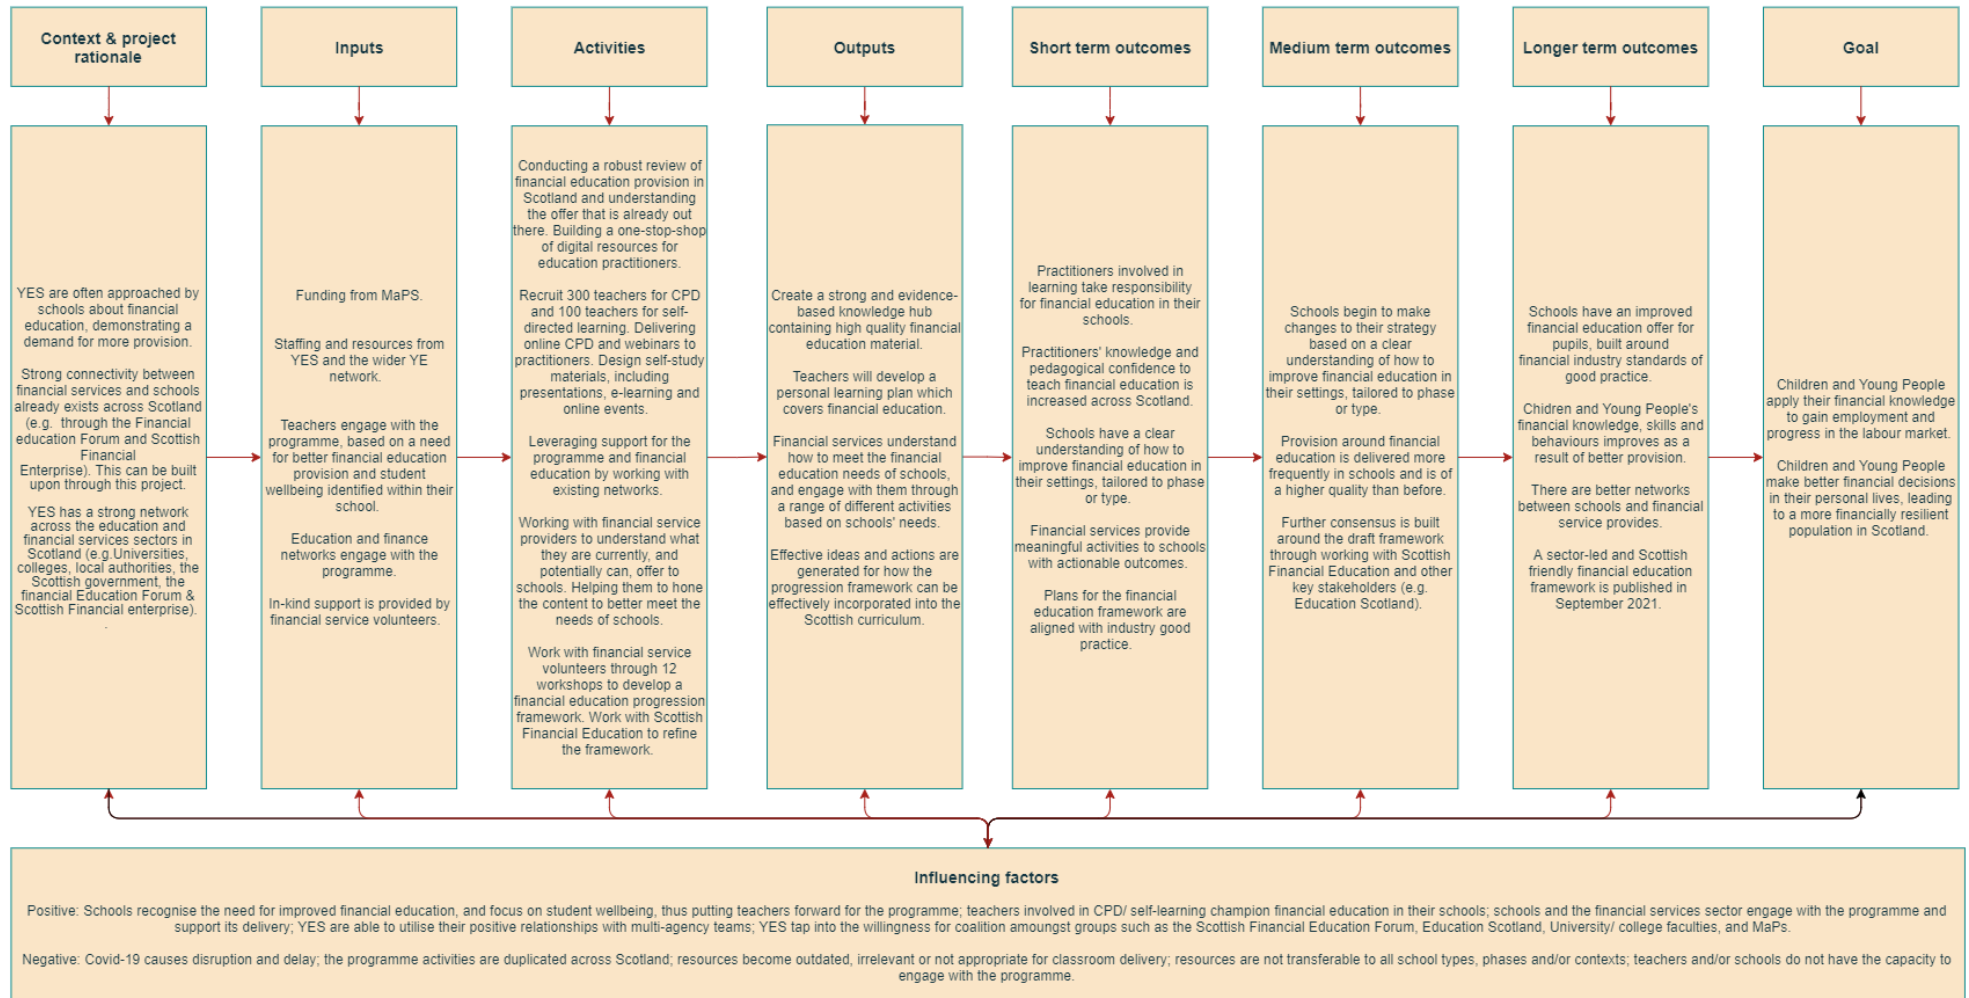 Context & project
rationale
Inputs
Activities
Outputs
Short term outcomes
Medium term outcomes
Longer term outcomes
Goal
YES are often approached by
schools about financial
education, demonstrating a
demand for more provision.
Strong connectivity between
financial services and schools
already exists across Scotland
(e.g. through the Financial
education Forum and Scottish
Financial
Enterprise). This can be built
upon through this project.
YES has a strong network
across the education and
financial services sectors in
Scotland (e.g.Universities,
colleges, local authorities, the
Scottish government, the
financial Education Forum &
Scottish Financial enterprise).
.
Funding from MaPS.
Staffing and resources from
YES and the wider YE
network.
Teachers engage with the
programme, based on a need
for better financial education
provision and student
wellbeing identified within their
school.
Education and finance
networks engage with the
programme.
In-kind support is provided by
financial service volunteers.
Conducting a robust review of
financial education provision in
Scotland and understanding
the offer that is already out
there. Building a one-stop-shop
of digital resources for
education practitioners.
Recruit 300 teachers for CPD
and 100 teachers for self-
directed learning. Delivering
online CPD and webinars to
practitioners. Design self-study
materials, including
presentations, e-learning and
online events.
Leveraging support for the
programme and financial
education by working with
existing networks.
Working with financial service
providers to understand what
they are currently, and
potentially can, offer to
schools. Helping them to hone
the content to better meet the
needs of schools.
Work with financial service
volunteers through 12
workshops to develop a
financial education progression
framework. Work with Scottish
Financial Education to refine
the framework.
Create a strong and evidence-
based knowledge hub
containing high quality financial
education material.
Teachers will develop a
personal learning plan which
covers financial education.
Financial services understand
how to meet the financial
education needs of schools,
and engage with them through
a range of different activities
based on schools' needs.
Effective ideas and actions are
generated for how the
progression framework can be
effectively incorporated into the
Scottish curriculum.
Practitioners involved in
learning take responsibility
for financial education in their
schools.
Practitioners' knowledge and
pedagogical confidence to
teach financial education is
increased across Scotland.
Schools have a clear
understanding of how to
improve financial education in
their settings, tailored to phase
or type.
Financial services provide
meaningful activities to schools
with actionable outcomes.
Plans for the financial
education framework are
aligned with industry good
practice.
Schools begin to make
changes to their strategy
based on a clear
understanding of how to
improve financial education in
their settings, tailored to phase
or type.
Provision around financial
education is delivered more
frequently in schools and is of
a higher quality than before.
Further consensus is built
around the draft framework
through working with Scottish
Financial Education and other
key stakeholders (e.g.
Education Scotland).
Schools have an improved
financial education offer for
pupils, built around
financial industry standards of
good practice.
Chidren and Young People's
financial knowledge, skills and
behaviours improves as a
result of better provision.
There are better networks
between schools and financial
service provides.
A sector-led and Scottish
friendly financial education
framework is published in
September 2021.
Children and Young People
apply their financial knowledge
to gain employment and
progress in the labour market.
Children and Young People
make better financial decisions
in their personal lives, leading
to a more financially resilient
population in Scotland.
Influencing factors
Positive: Schools recognise the need for improved financial education, and focus on student wellbeing, thus putting teachers forward for the programme; teachers involved in CPD/ self-learning champion financial education in their schools; schools and the financial services sector engage with the programme and
support its delivery; YES are able to utilise their positive relationships with multi-agency teams; YES tap into the willingness for coalition amoungst groups such as the Scottish Financial Education Forum, Education Scotland, University/ college faculties, and MaPs.
Negative: Covid-19 causes disruption and delay; the programme activities are duplicated across Scotland; resources become outdated, irrelevant or not appropriate for classroom delivery; resources are not transferable to all school types, phases and/or contexts; teachers and/or schools do not have the capacity to
engage with the programme.